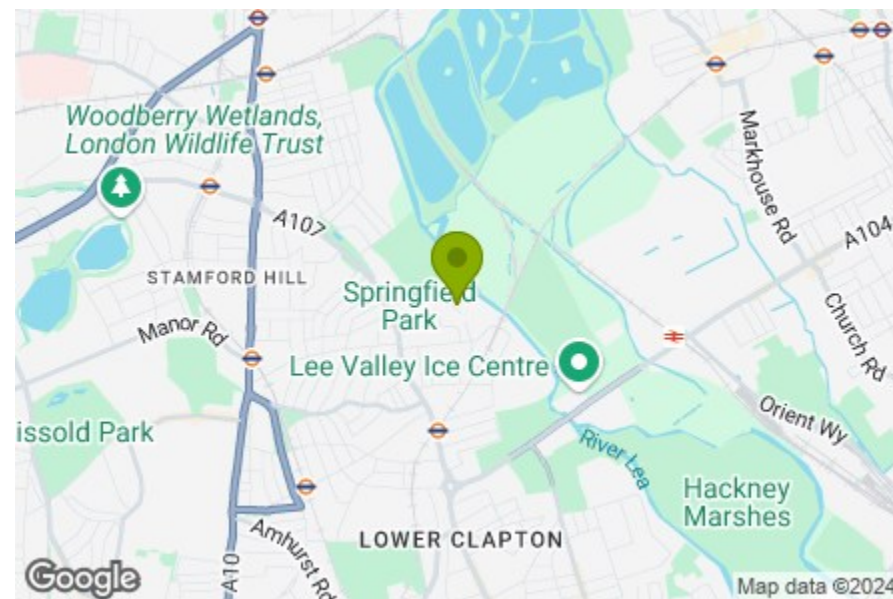 Woodberry Wetlands,
London Wildlife Trust
A107
STAMFORD HILL
Manor Rd
Springfield
Park
Lee Valley Ice Centre
Markhouse Rd
A104
Church Rd
Orient Wy
issold Park
River Lea
Hackney
Marshes
LOWER CLAPTON
Amhurst Rd
A10
Google
Map data ©2024